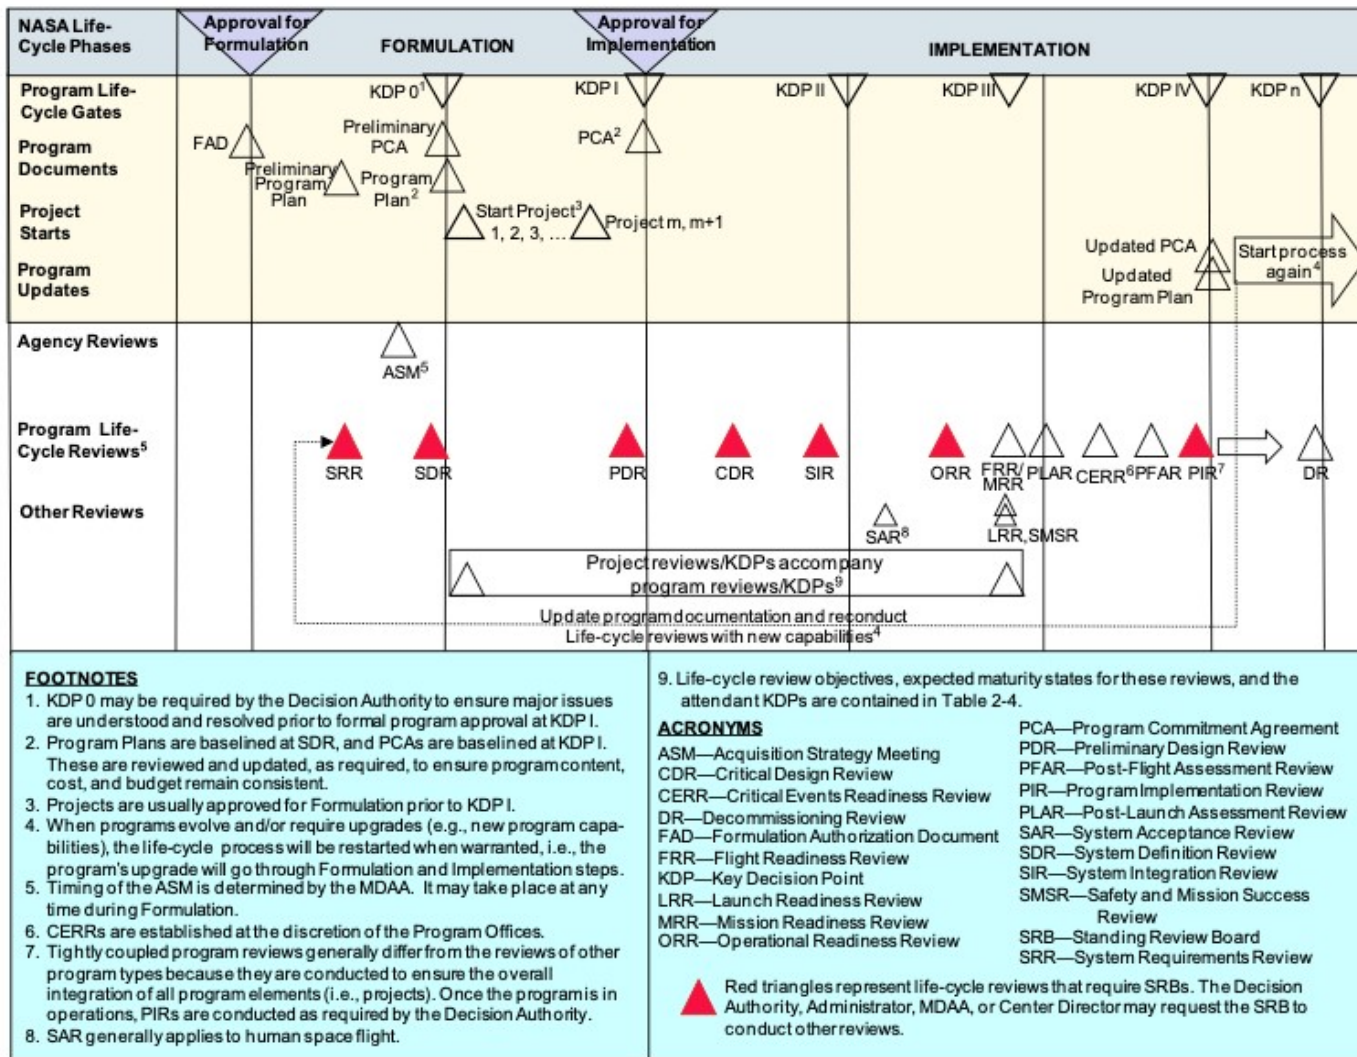 NASA Life-
Cycle Phases
Approval for
Formulation
FORMULATION
Approval for
Implementation
IMPLEMENTATION
Program Life-
Cycle Gates
KDP 0¹
KDP I
KDP II
KDP III
KDP IV
KDP n
Program
Documents
FAD
Preliminary
Program
Plan
Preliminary
PCA
Program
Plan²
PCA²
Project
Starts
Start Project³
1, 2, 3, …
Project m, m+1
Program
Updates
Updated PCA
Updated
Program Plan
Start process
again⁴
Agency Reviews
ASM⁵
Program Life-
Cycle Reviews⁵
SRR
SDR
PDR
CDR
SIR
ORR
FRR/
MRR
PLAR
CERR⁶
PFAR
PIR⁷
DR
Other Reviews
SAR⁸
LRR, SMSR
Project reviews/KDPs accompany
program reviews/KDPs⁹
Update program documentation and reconduct
Life-cycle reviews with new capabilities⁴
FOOTNOTES
1. KDP 0 may be required by the Decision Authority to ensure major issues
are understood and resolved prior to formal program approval at KDP I.
2. Program Plans are baselined at SDR, and PCAs are baselined at KDP I.
These are reviewed and updated, as required, to ensure program content,
cost, and budget remain consistent.
3. Projects are usually approved for Formulation prior to KDP I.
4. When programs evolve and/or require upgrades (e.g., new program capa-
bilities), the life-cycle process will be restarted when warranted, i.e., the
program's upgrade will go through Formulation and Implementation steps.
5. Timing of the ASM is determined by the MDAA. It may take place at any
time during Formulation.
6. CERRs are established at the discretion of the Program Offices.
7. Tightly coupled program reviews generally differ from the reviews of other
program types because they are conducted to ensure the overall
integration of all program elements (i.e., projects). Once the program is in
operations, PIRs are conducted as required by the Decision Authority.
8. SAR generally applies to human space flight.
9. Life-cycle review objectives, expected maturity states for these reviews, and the
attendant KDPs are contained in Table 2-4.
ACRONYMS
ASM—Acquisition Strategy Meeting
CDR—Critical Design Review
CERR—Critical Events Readiness Review
DR—Decommissioning Review
FAD—Formulation Authorization Document
FRR—Flight Readiness Review
KDP—Key Decision Point
LRR—Launch Readiness Review
MRR—Mission Readiness Review
ORR—Operational Readiness Review
PCA—Program Commitment Agreement
PDR—Preliminary Design Review
PFAR—Post-Flight Assessment Review
PIR—Program Implementation Review
PLAR—Post-Launch Assessment Review
SAR—System Acceptance Review
SDR—System Definition Review
SIR—System Integration Review
SMSR—Safety and Mission Success
Review
SRB—Standing Review Board
SRR—System Requirements Review
Red triangles represent life-cycle reviews that require SRBs. The Decision
Authority, Administrator, MDAA, or Center Director may request the SRB to
conduct other reviews.